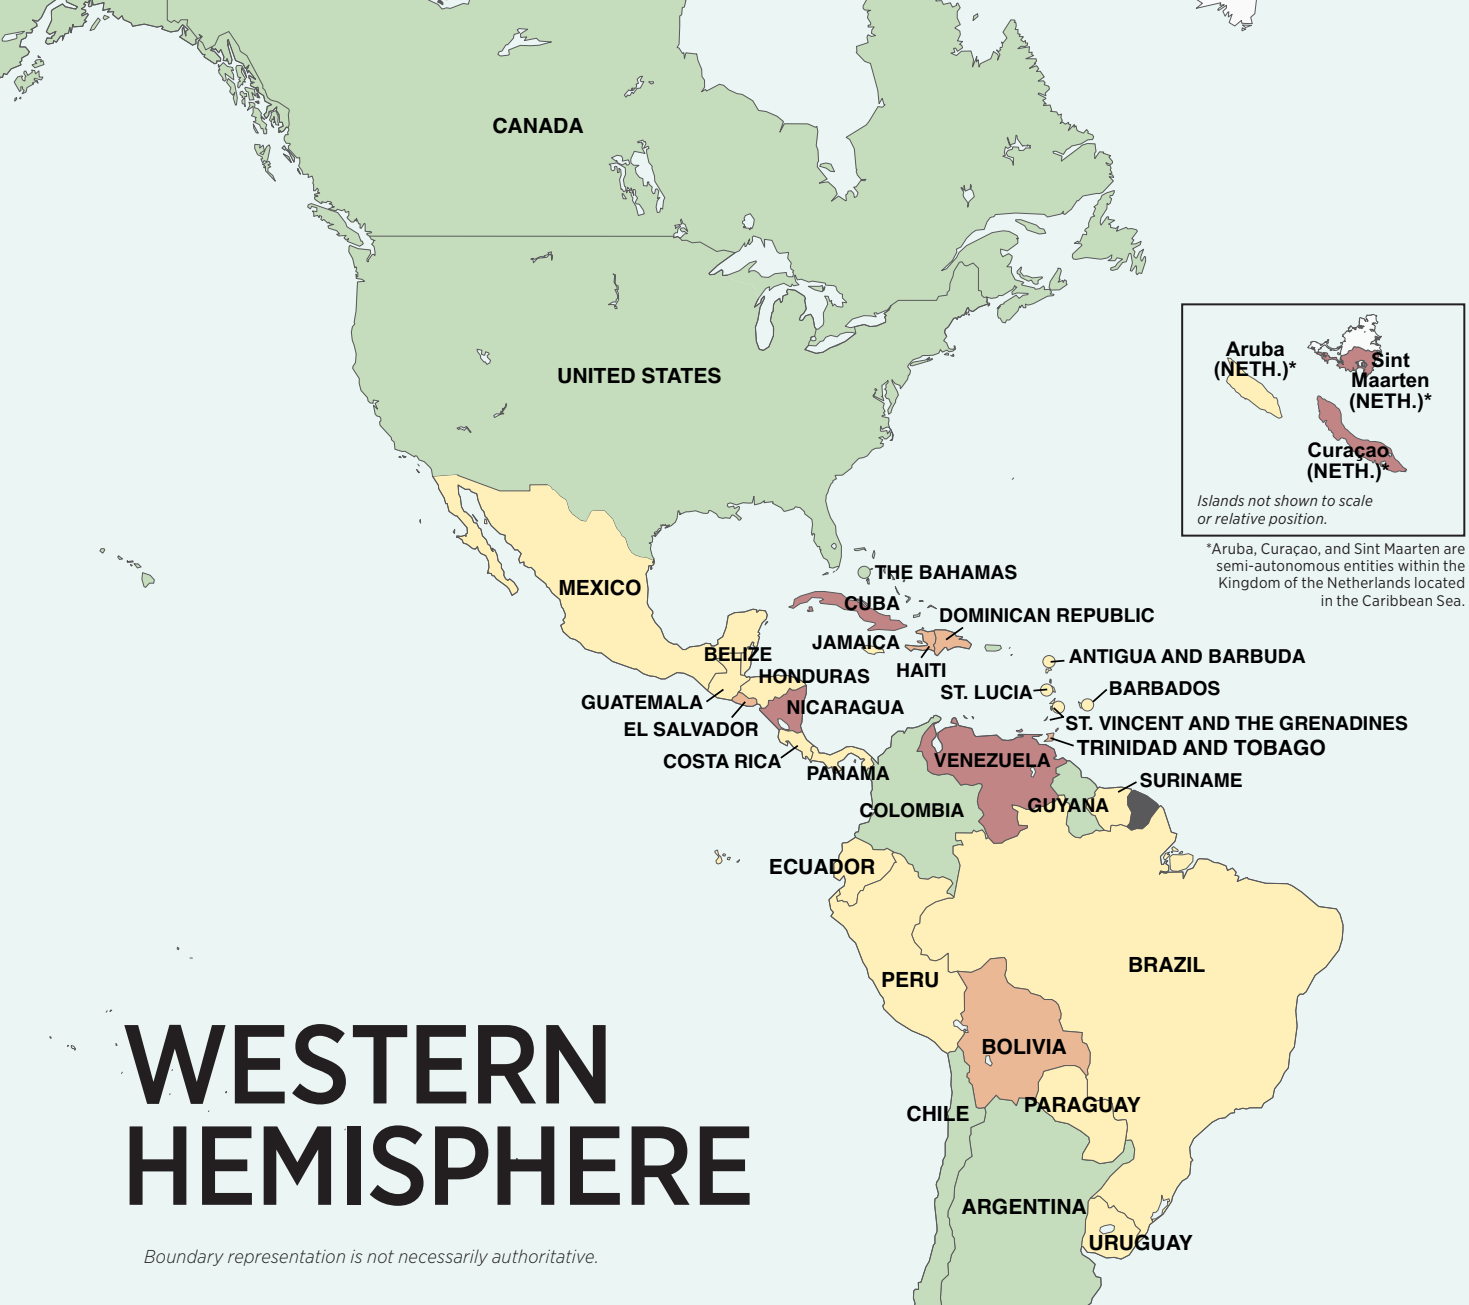 CANADA
UNITED STATES
Aruba
(NETH.)*
Sint
Maarten
(NETH.)*
Curaçao
(NETH.)*
Islands not shown to scale
or relative position.
*Aruba, Curaçao, and Sint Maarten are
semi-autonomous entities within the
Kingdom of the Netherlands located
in the Caribbean Sea.
THE BAHAMAS
MEXICO
CUBA
DOMINICAN REPUBLIC
JAMAICA
BELIZE
HAITI
ANTIGUA AND BARBUDA
HONDURAS
ST. LUCIA
BARBADOS
GUATEMALA
NICARAGUA
EL SALVADOR
ST. VINCENT AND THE GRENADINES
TRINIDAD AND TOBAGO
COSTA RICA
PANAMA
VENEZUELA
SURINAME
GUYANA
COLOMBIA
ECUADOR
BRAZIL
PERU
BOLIVIA
PARAGUAY
CHILE
ARGENTINA
URUGUAY
WESTERN
HEMISPHERE
Boundary representation is not necessarily authoritative.